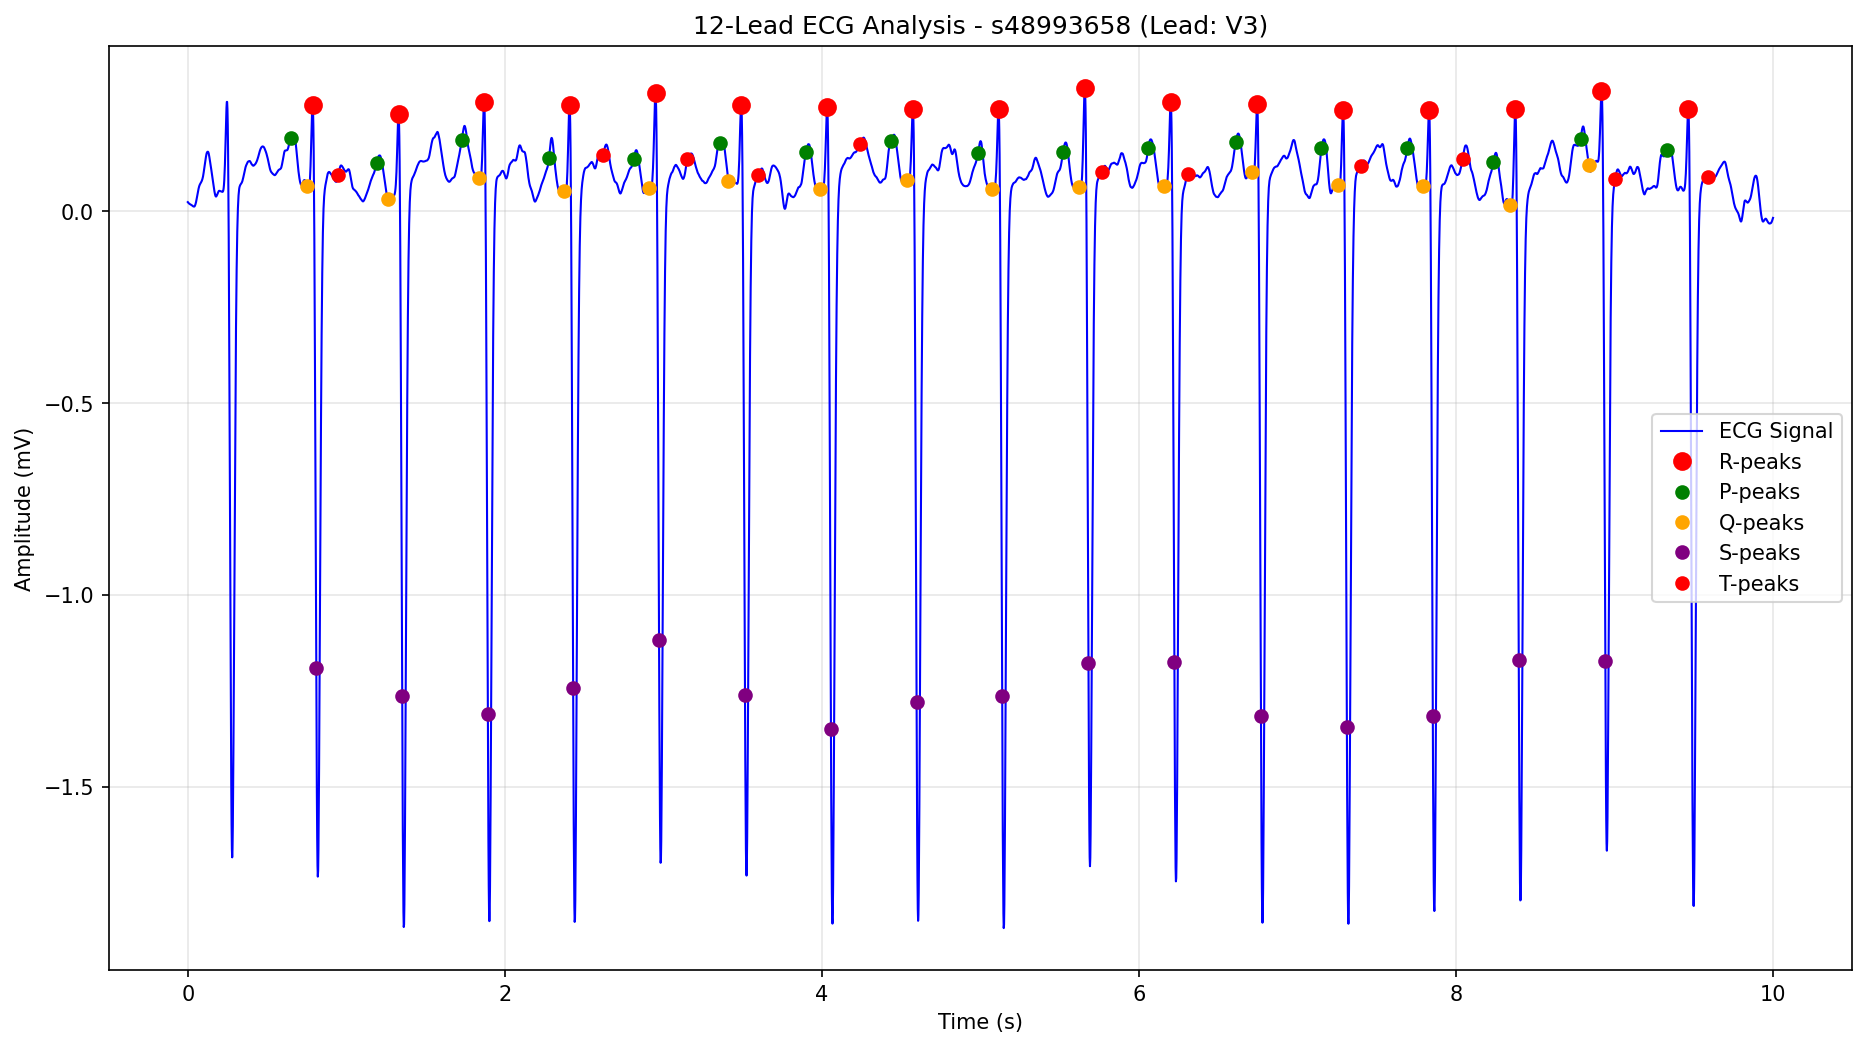 12-Lead ECG Analysis - s48993658 (Lead: V3)
Amplitude (mV)
0.0
−0.5
−1.0
−1.5
ECG Signal
R-peaks
P-peaks
Q-peaks
S-peaks
T-peaks
0 2 4 6 8 10
Time (s)